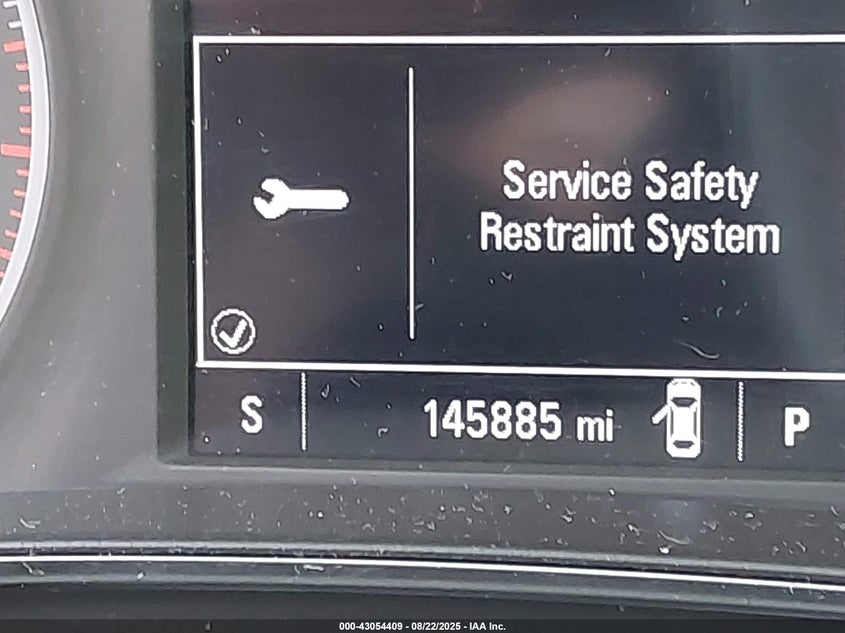 Service Safety
Restraint System
S 145885 mi P
000-43054409 - 08/22/2025 - IAA Inc.